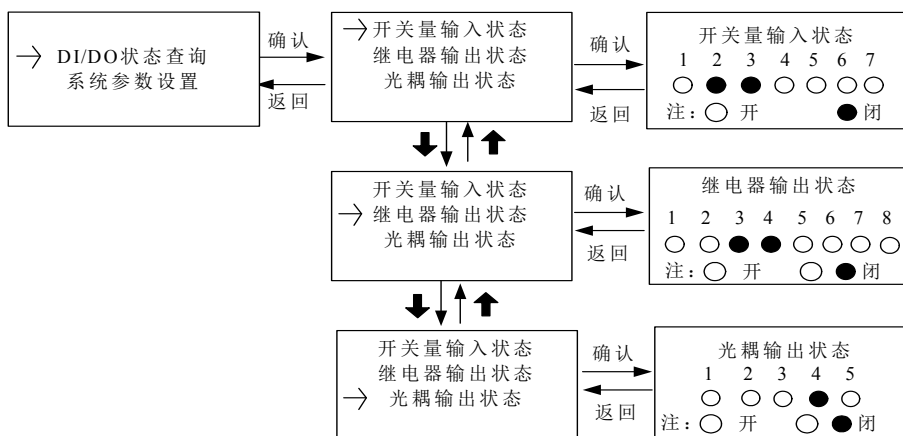 → DI/DO状态查询
系统参数设置
确认
返回
→开关量输入状态
继电器输出状态
光耦输出状态
确认
返回
开关量输入状态
1 2 3 4 5 6 7
○ ● ● ○ ○ ○ ○
注:○ 开 ●闭
开关量输入状态
→ 继电器输出状态
光耦输出状态
确认
返回
继电器输出状态
1 2 3 4 5 6 7 8
○ ○ ● ● ○ ○ ○ ○
注:○ 开 ○ ●闭
开关量输入状态
继电器输出状态
→ 光耦输出状态
确认
返回
光耦输出状态
1 2 3 4 5
○ ○ ○ ● ○
注:○ 开 ○ ●闭